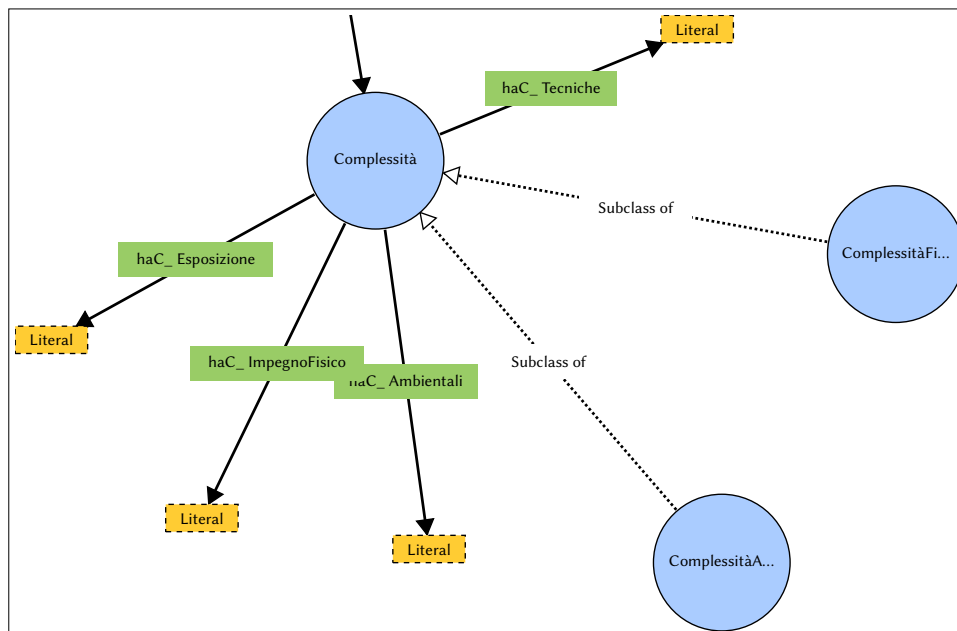 Literal
haC_ Tecniche
Complessità
Subclass of
ComplessitàFi...
haC_ Esposizione
Literal
haC_ ImpegnoFisico
Subclass of
haC_ Ambientali
Literal
Literal
ComplessitàA...